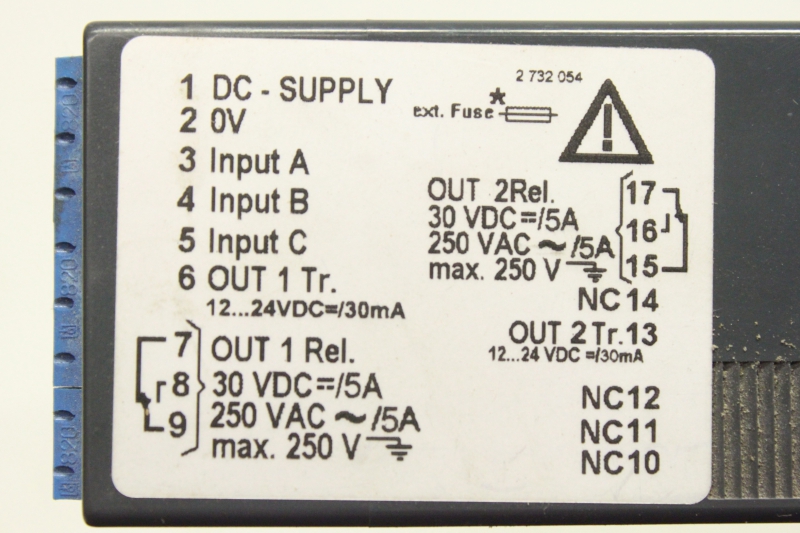 1 DC - SUPPLY
2 0V
3 Input A
4 Input B
5 Input C
6 OUT 1 Tr.
12...24VDC=/30mA
7 OUT 1 Rel.
8 30 VDC=/5A
9 250 VAC ~/5A
max. 250 V
2 732 054
* ext. Fuse
OUT 2Rel. 17
30 VDC=/5A 16
250 VAC ~/5A 15
max. 250 V
NC 14
OUT 2 Tr.13
12...24 VDC =/30mA
NC12
NC11
NC10